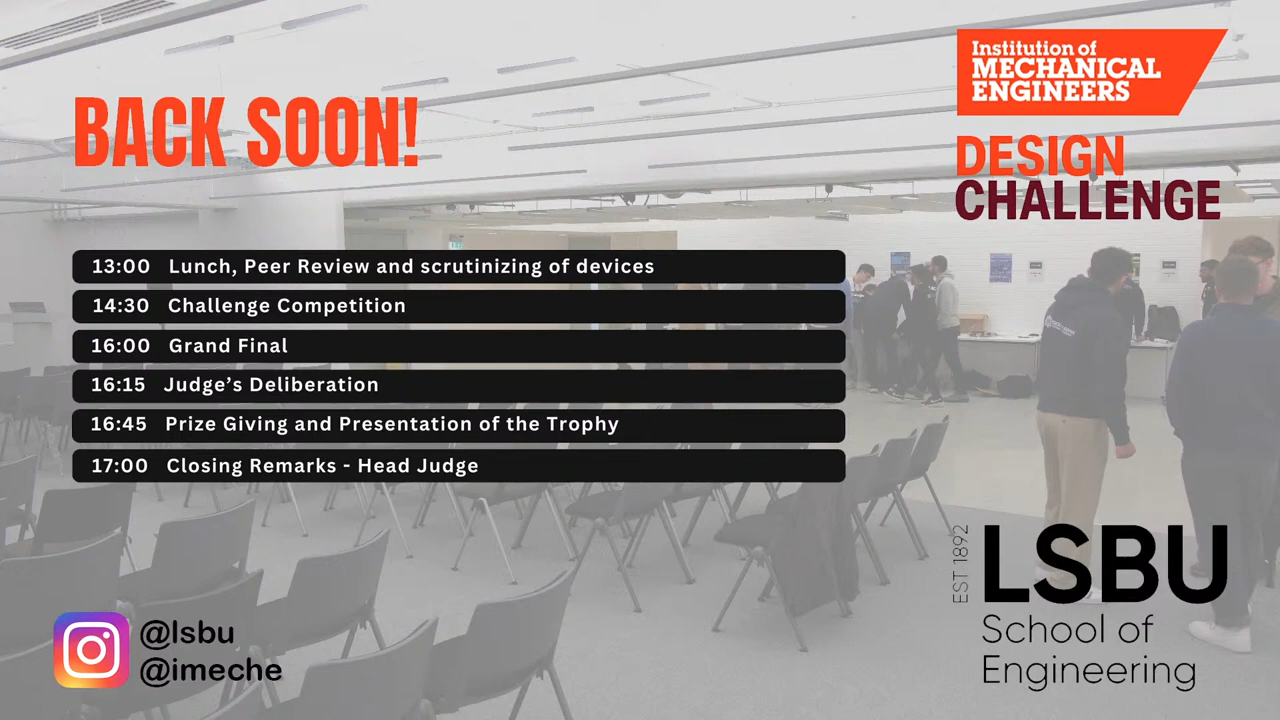 BACK SOON!
Institution of
MECHANICAL
ENGINEERS
DESIGN
CHALLENGE
13:00 Lunch, Peer Review and scrutinizing of devices
14:30 Challenge Competition
16:00 Grand Final
16:15 Judge’s Deliberation
16:45 Prize Giving and Presentation of the Trophy
17:00 Closing Remarks - Head Judge
EST 1892
LSBU
School of
Engineering
@lsbu
@imeche